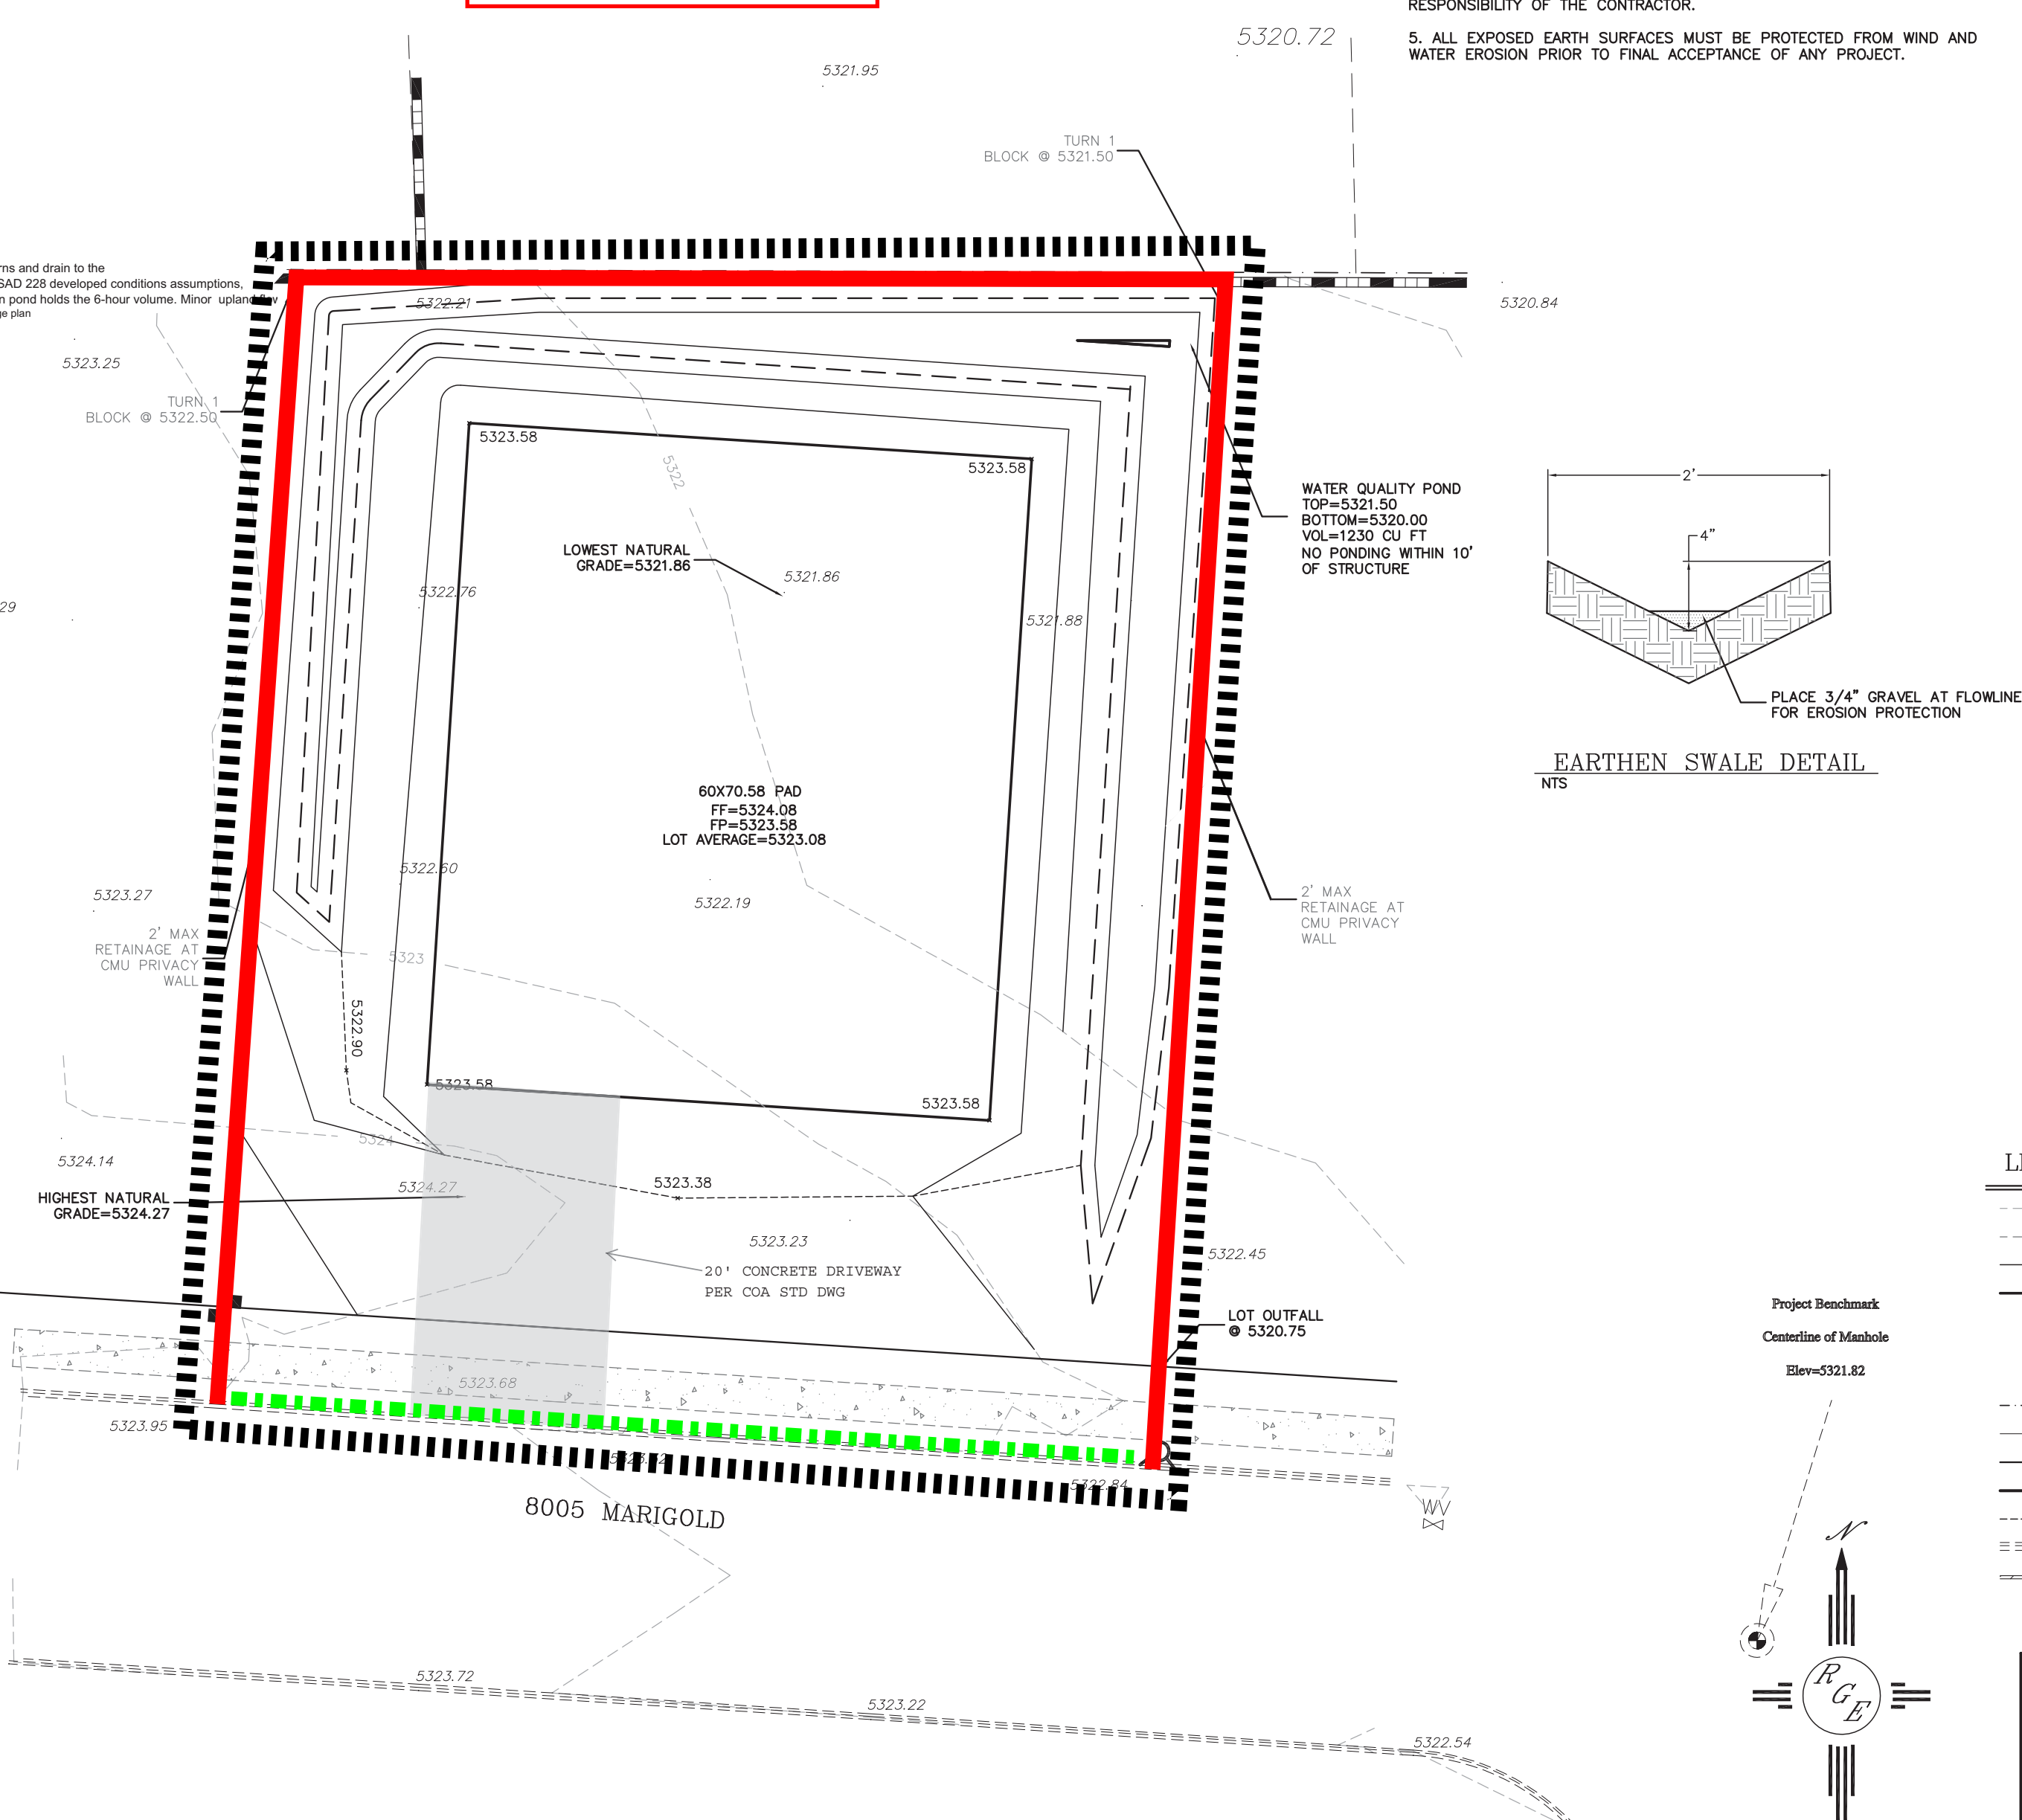 RESPONSIBILITY OF THE CONTRACTOR.
5. ALL EXPOSED EARTH SURFACES MUST BE PROTECTED FROM WIND AND
WATER EROSION PRIOR TO FINAL ACCEPTANCE OF ANY PROJECT.
5320.72
5321.95
TURN 1
BLOCK @ 5321.50
rns and drain to the
SAD 228 developed conditions assumptions,
n pond holds the 6-hour volume. Minor upland flow
ge plan
5322.21
5320.84
5323.25
TURN 1
BLOCK @ 5322.50
5323.58
5323.58
5322
WATER QUALITY POND
TOP=5321.50
BOTTOM=5320.00
VOL=1230 CU FT
NO PONDING WITHIN 10'
OF STRUCTURE
2'
4"
LOWEST NATURAL
GRADE=5321.86
5321.86
5322.76
29
5321.88
PLACE 3/4" GRAVEL AT FLOWLINE
FOR EROSION PROTECTION
EARTHEN SWALE DETAIL
NTS
60X70.58 PAD
FF=5324.08
FP=5323.58
LOT AVERAGE=5323.08
5322.60
5322.19
5323.27
2' MAX
RETAINAGE AT
CMU PRIVACY
WALL
2' MAX
RETAINAGE AT
CMU PRIVACY
WALL
5323
5322.90
5323.58
5323.58
5324
5324.14
5324.27
5323.38
HIGHEST NATURAL
GRADE=5324.27
5323.23
20' CONCRETE DRIVEWAY
PER COA STD DWG
5322.45
LOT OUTFALL
@ 5320.75
Project Benchmark
Centerline of Manhole
Elev=5321.82
5323.68
5323.95
5322.84
8005 MARIGOLD
WV
N
RGE
5323.72
5323.22
5322.54